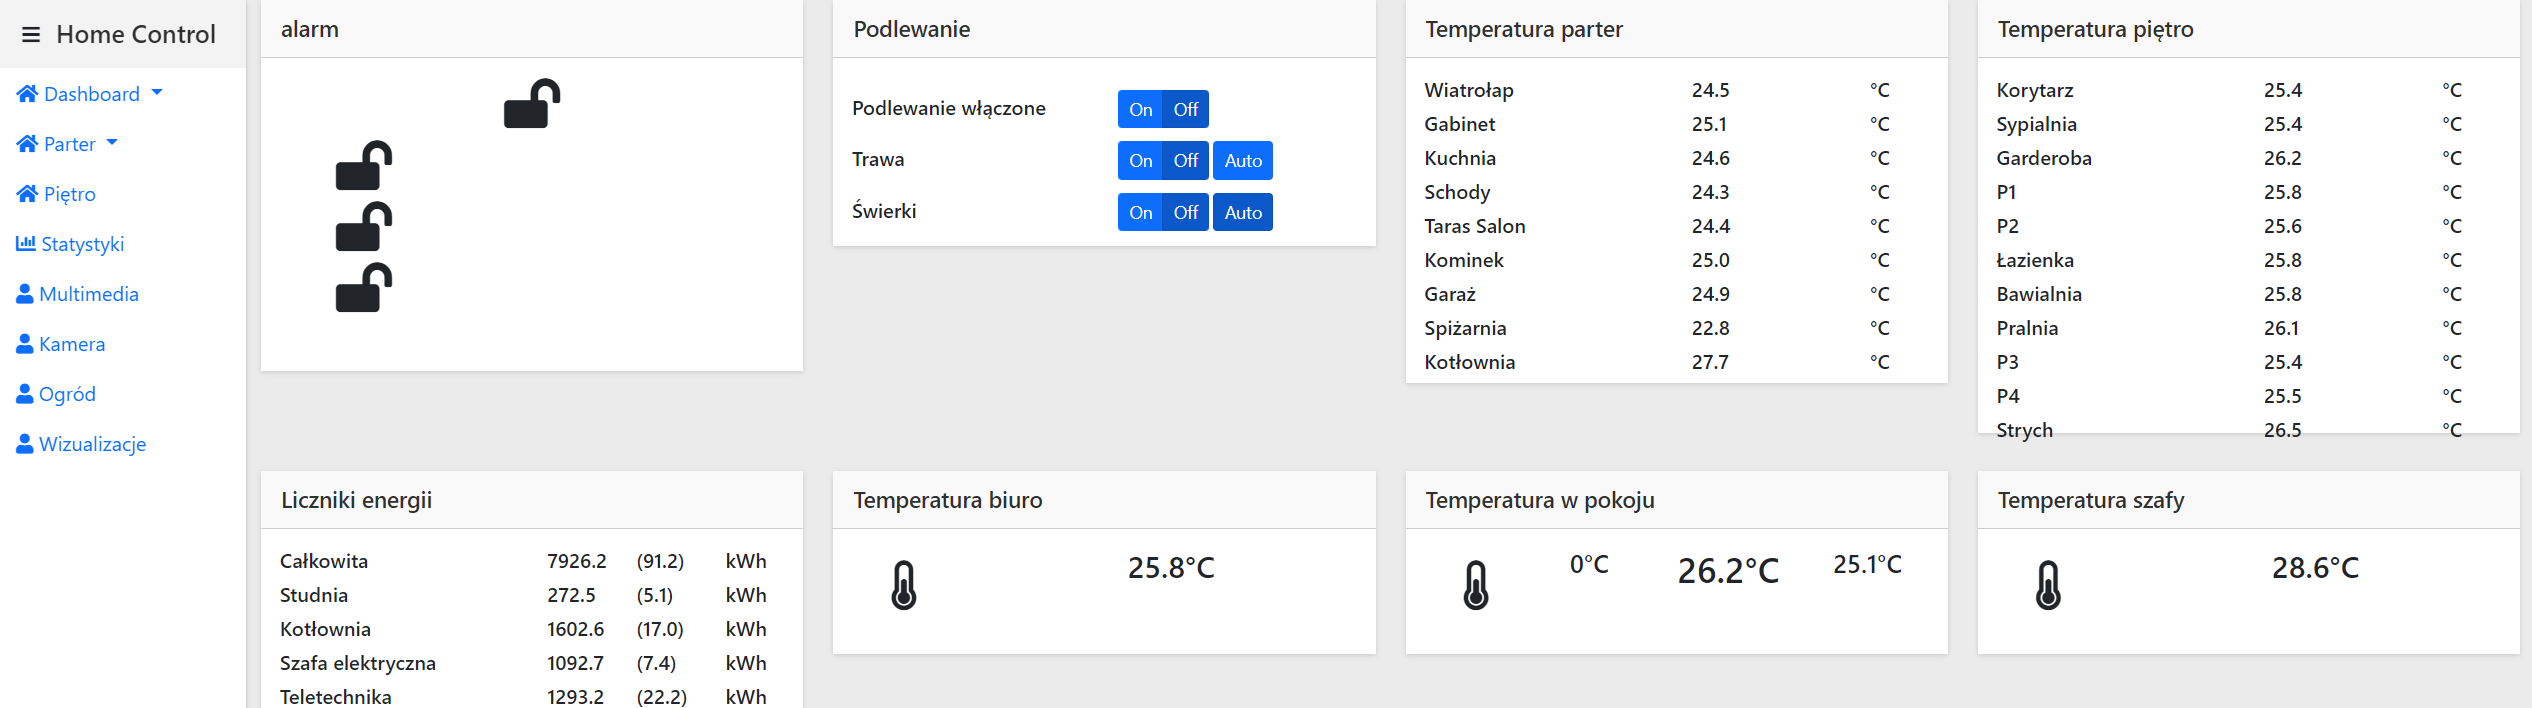 Home Control
Dashboard
Parter
Piętro
Statystyki
Multimedia
Kamera
Ogród
Wizualizacje
alarm
Podlewanie
Podlewanie włączone On Off
Trawa On Off Auto
Świerki On Off Auto
Temperatura parter
Wiatrołap 24.5 °C
Gabinet 25.1 °C
Kuchnia 24.6 °C
Schody 24.3 °C
Taras Salon 24.4 °C
Kominek 25.0 °C
Garaż 24.9 °C
Spiżarnia 22.8 °C
Kotłownia 27.7 °C
Temperatura piętro
Korytarz 25.4 °C
Sypialnia 25.4 °C
Garderoba 26.2 °C
P1 25.8 °C
P2 25.6 °C
Łazienka 25.8 °C
Bawialnia 25.8 °C
Pralnia 26.1 °C
P3 25.4 °C
P4 25.5 °C
Strych 26.5 °C
Liczniki energii
Całkowita 7926.2 (91.2) kWh
Studnia 272.5 (5.1) kWh
Kotłownia 1602.6 (17.0) kWh
Szafa elektryczna 1092.7 (7.4) kWh
Teletechnika 1293.2 (22.2) kWh
Temperatura biuro
25.8°C
Temperatura w pokoju
0°C 26.2°C 25.1°C
Temperatura szafy
28.6°C